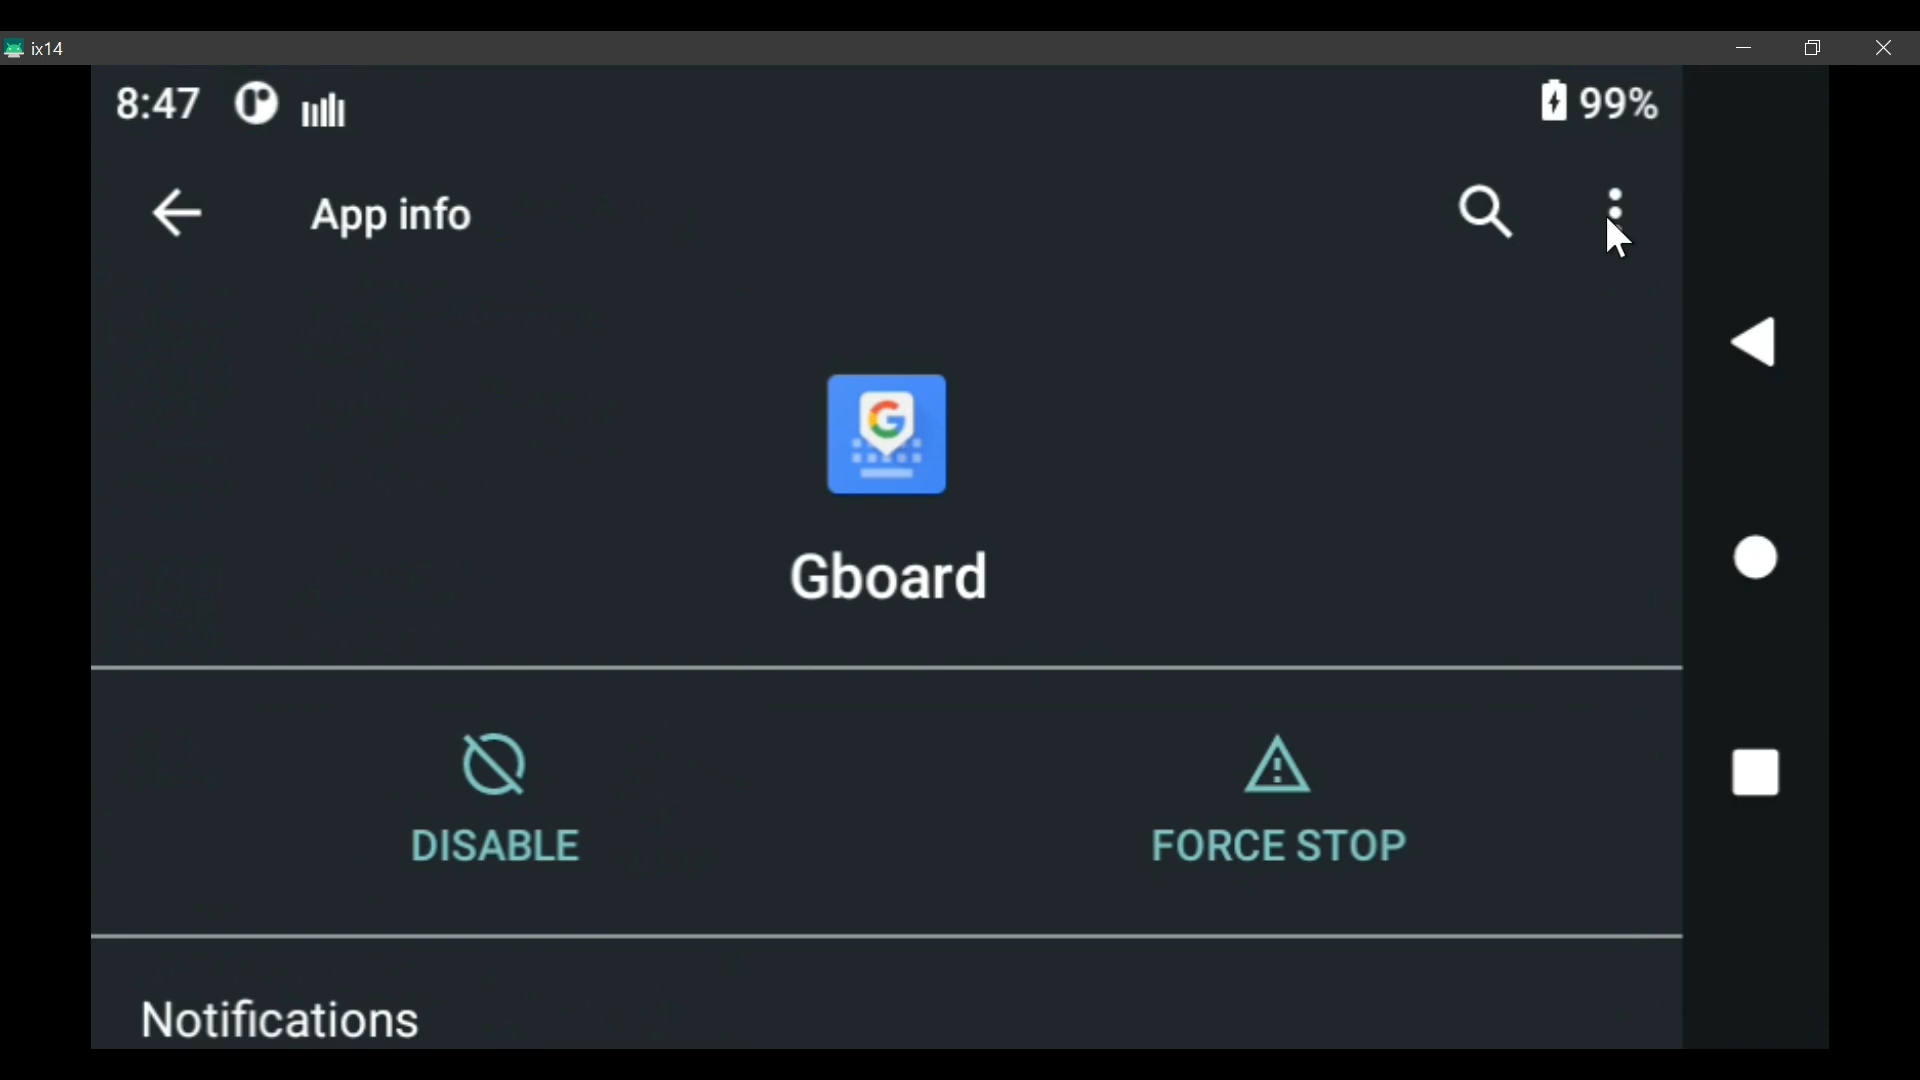 ix14
8:47 99%
App info
Gboard
DISABLE FORCE STOP
Notifications